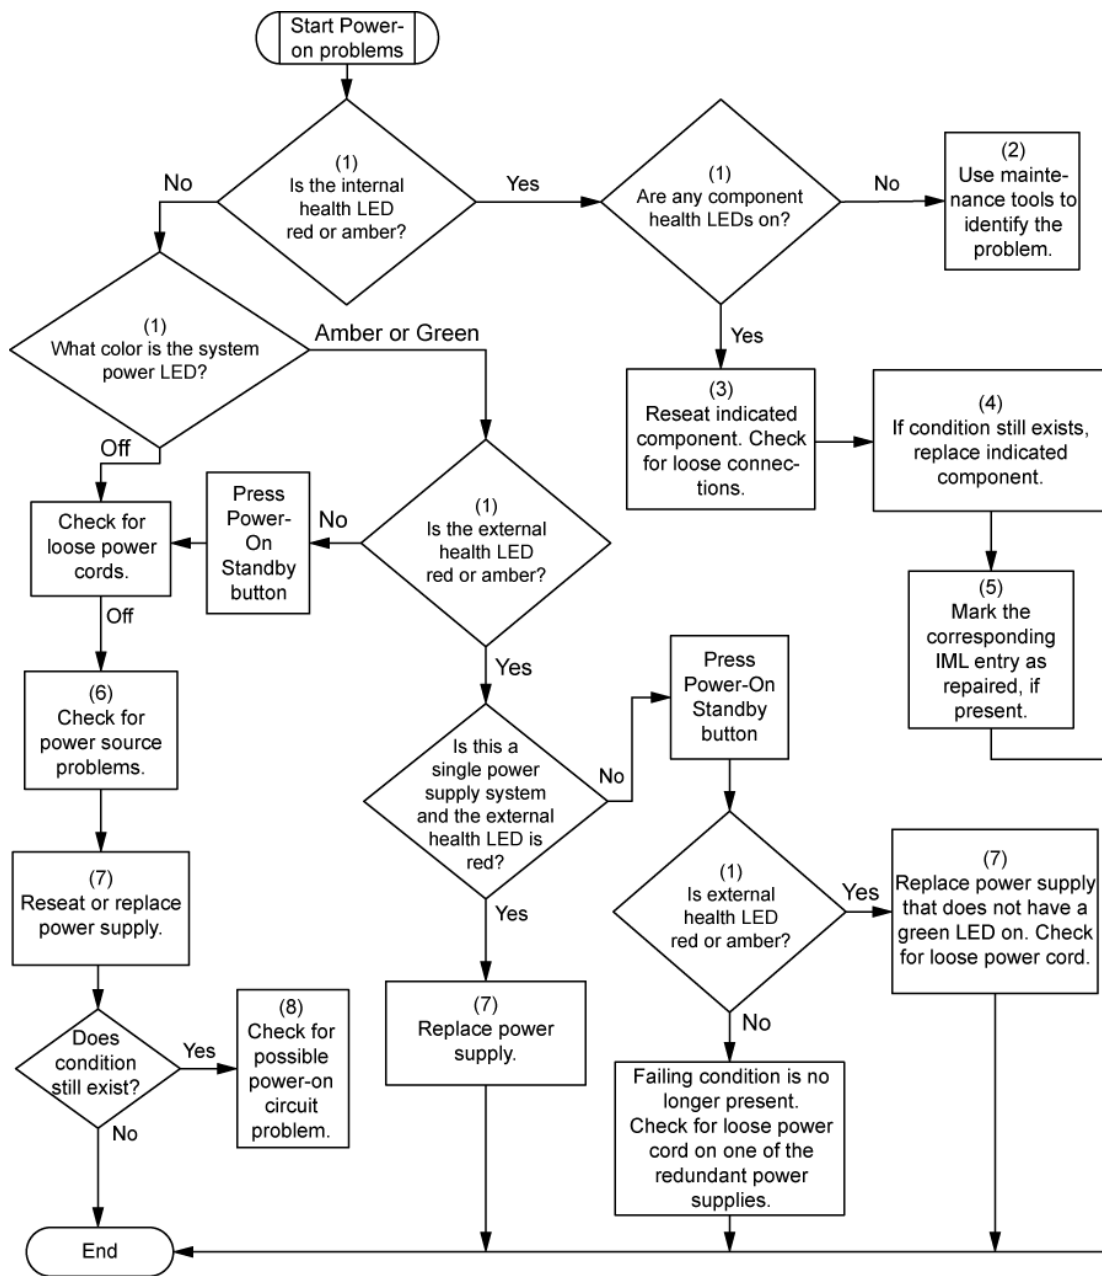 Start Power-
on problems
(1)
Is the internal
health LED
red or amber?
No
Yes
(1)
Are any component
health LEDs on?
No
(2)
Use mainte-
nance tools to
identify the
problem.
(1)
What color is the system
power LED?
Amber or Green
Off
Yes
(3)
Reseat indicated
component. Check
for loose connec-
tions.
(4)
If condition still exists,
replace indicated
component.
Check for
loose power
cords.
Press
Power-
On
Standby
button
No
(1)
Is the external
health LED
red or amber?
(5)
Mark the
corresponding
IML entry as
repaired, if
present.
Off
Yes
(6)
Check for
power source
problems.
Is this a
single power
supply system
and the external
health LED is
red?
No
Press
Power-On
Standby
button
(7)
Reseat or replace
power supply.
Yes
(1)
Is external
health LED
red or amber?
Yes
(7)
Replace power supply
that does not have a
green LED on. Check
for loose power cord.
Does
condition
still exist?
Yes
(8)
Check for
possible
power-on
circuit
problem.
(7)
Replace power
supply.
No
No
Failing condition is no
longer present.
Check for loose power
cord on one of the
redundant power
supplies.
End